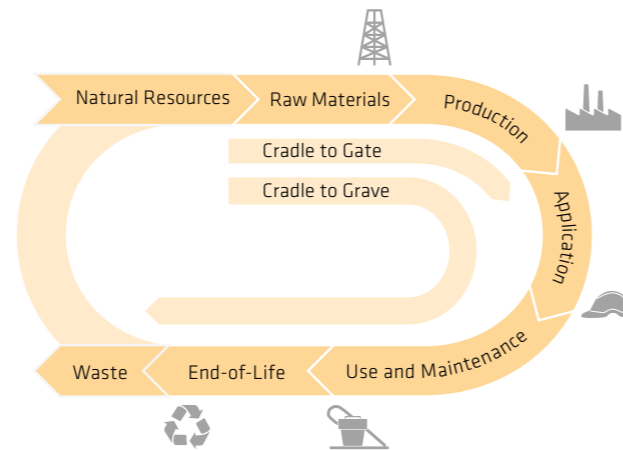 Natural Resources
Raw Materials
Production
Cradle to Gate
Cradle to Grave
Application
Use and Maintenance
End-of-Life
Waste